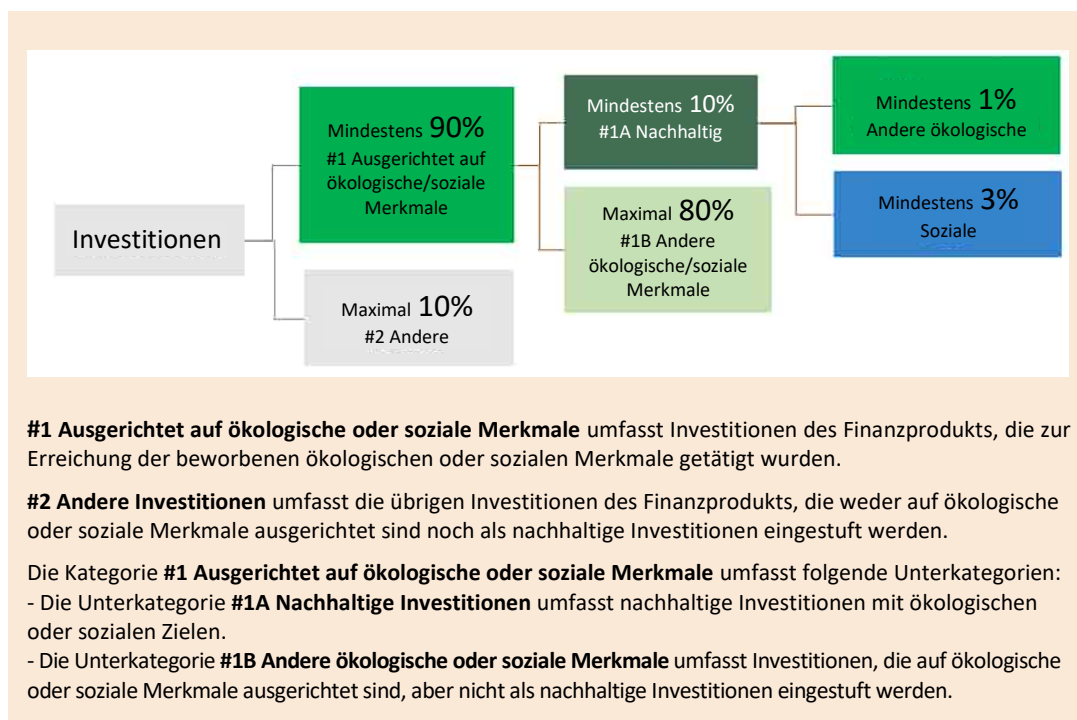 Investitionen
Mindestens 90%
#1 Ausgerichtet auf
ökologische/soziale
Merkmale
Maximal 10%
#2 Andere
Mindestens 10%
#1A Nachhaltig
Maximal 80%
#1B Andere
ökologische/soziale
Merkmale
Mindestens 1%
Andere ökologische
Mindestens 3%
Soziale
#1 Ausgerichtet auf ökologische oder soziale Merkmale umfasst Investitionen des Finanzprodukts, die zur
Erreichung der beworbenen ökologischen oder sozialen Merkmale getätigt wurden.
#2 Andere Investitionen umfasst die übrigen Investitionen des Finanzprodukts, die weder auf ökologische
oder soziale Merkmale ausgerichtet sind noch als nachhaltige Investitionen eingestuft werden.
Die Kategorie #1 Ausgerichtet auf ökologische oder soziale Merkmale umfasst folgende Unterkategorien:
- Die Unterkategorie #1A Nachhaltige Investitionen umfasst nachhaltige Investitionen mit ökologischen
oder sozialen Zielen.
- Die Unterkategorie #1B Andere ökologische oder soziale Merkmale umfasst Investitionen, die auf ökologische
oder soziale Merkmale ausgerichtet sind, aber nicht als nachhaltige Investitionen eingestuft werden.